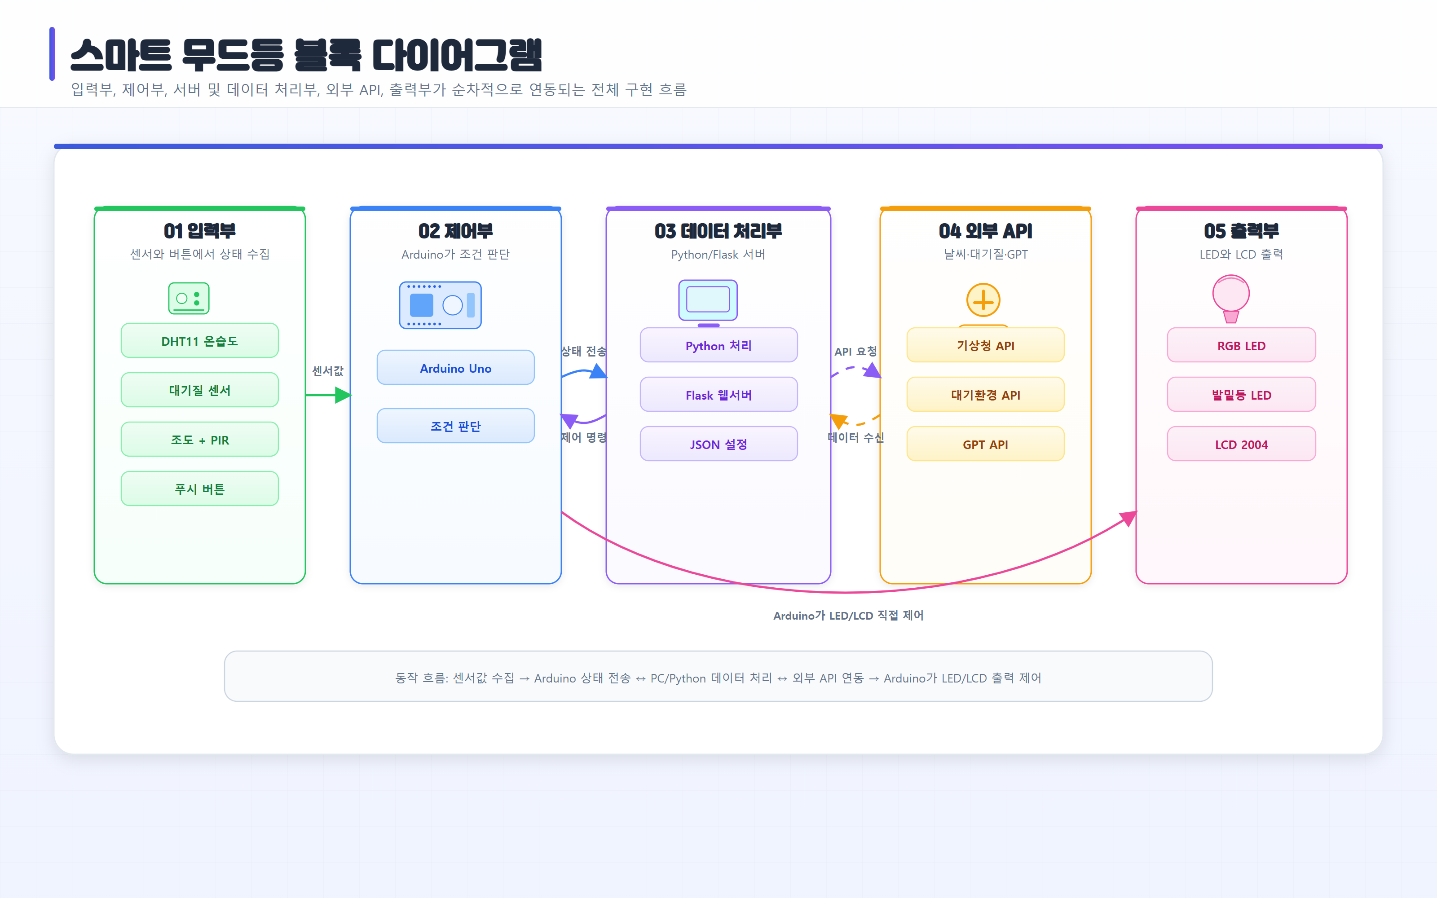 스마트 무드등 블록 다이어그램
입력부, 제어부, 서버 및 데이터 처리부, 외부 API, 출력부가 순차적으로 연동되는 전체 구현 흐름
01 입력부
센서와 버튼에서 상태 수집
DHT11 온습도
대기질 센서
조도 + PIR
푸시 버튼
센서값
02 제어부
Arduino가 조건 판단
Arduino Uno
조건 판단
상태 전송
제어 명령
03 데이터 처리부
Python/Flask 서버
Python 처리
Flask 웹서버
JSON 설정
API 요청
데이터 수신
04 외부 API
날씨·대기질·GPT
기상청 API
대기환경 API
GPT API
05 출력부
LED와 LCD 출력
RGB LED
발밑등 LED
LCD 2004
Arduino가 LED/LCD 직접 제어
동작 흐름: 센서값 수집 → Arduino 상태 전송 ↔ PC/Python 데이터 처리 ↔ 외부 API 연동 → Arduino가 LED/LCD 출력 제어